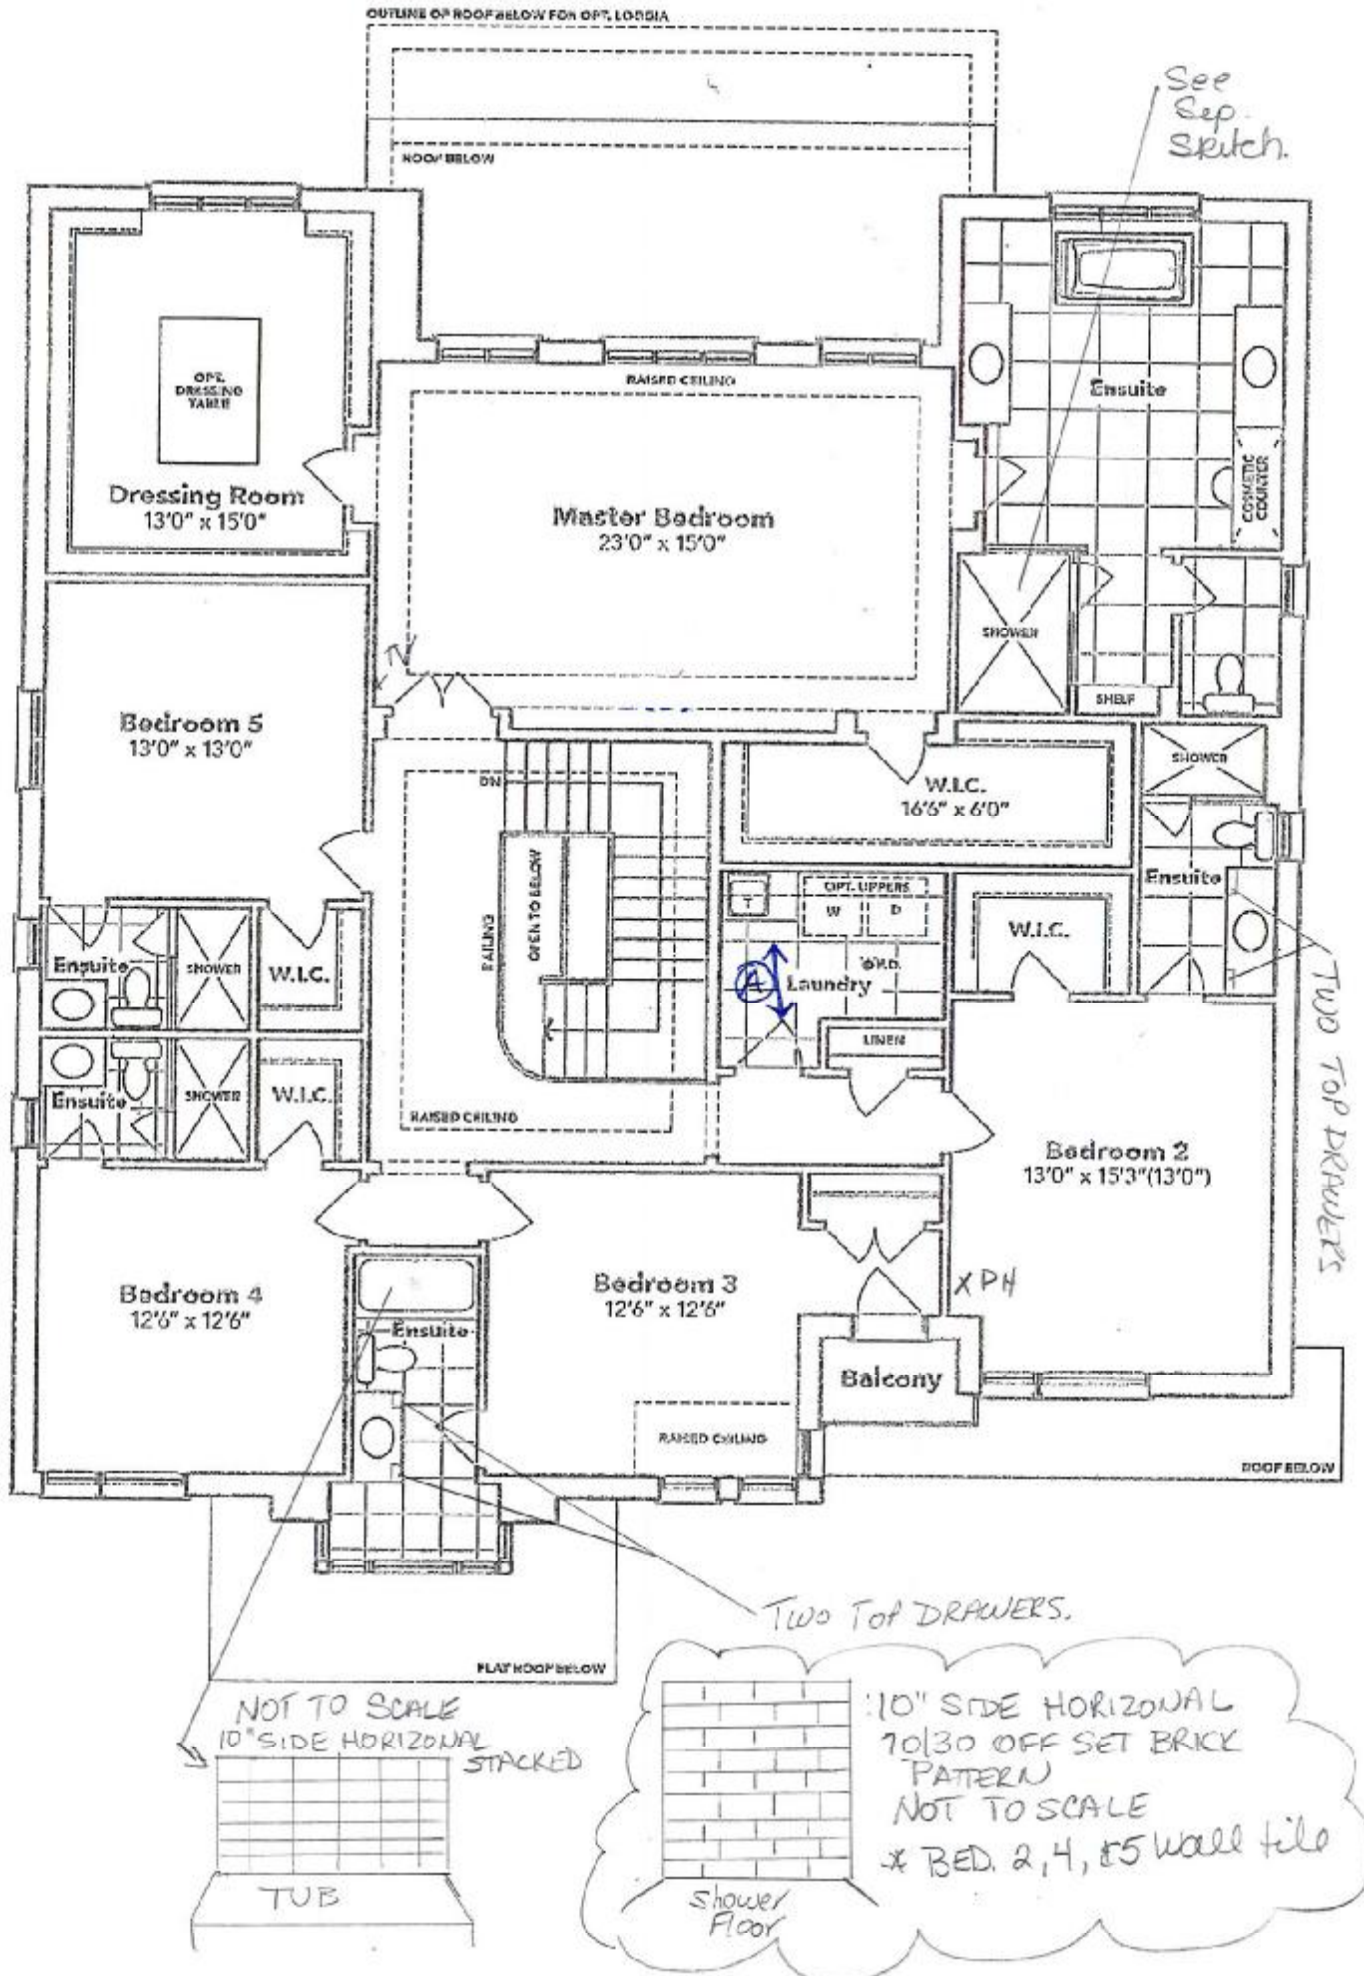 OUTLINE OF ROOF BELOW FOR OPT. LOGGIA
See
Sep.
Sketch.
ROOF BELOW
OPT.
DRESSING
TABLE
RAISED CEILING
Ensuite
COSMETIC
COUNTER
Dressing Room
13'0" x 15'0"
Master Bedroom
23'0" x 15'0"
SHOWER
SHELF
TV
Bedroom 5
13'0" x 13'0"
DN
SHOWER
W.I.C.
16'6" x 6'0"
OPEN TO BELOW
RAILING
T
OPT. UPPERS
W
D
Ensuite
W.I.C.
Ensuite
SHOWER
W.I.C.
A
Laundry
LINEN
TWO TOP DRAWERS
Ensuite
SHOWER
W.I.C.
RAISED CEILING
Bedroom 2
13'0" x 15'3"(13'0")
Bedroom 4
12'6" x 12'6"
Bedroom 3
12'6" x 12'6"
X PH
Ensuite
Balcony
RAISED CEILING
ROOF BELOW
TWO TOP DRAWERS.
FLAT ROOF BELOW
NOT TO SCALE
10" SIDE HORIZONAL
STACKED
TUB
10" SIDE HORIZONAL
70/30 OFF SET BRICK
PATTERN
NOT TO SCALE
* BED. 2, 4, &5 wall tile
Shower
Floor